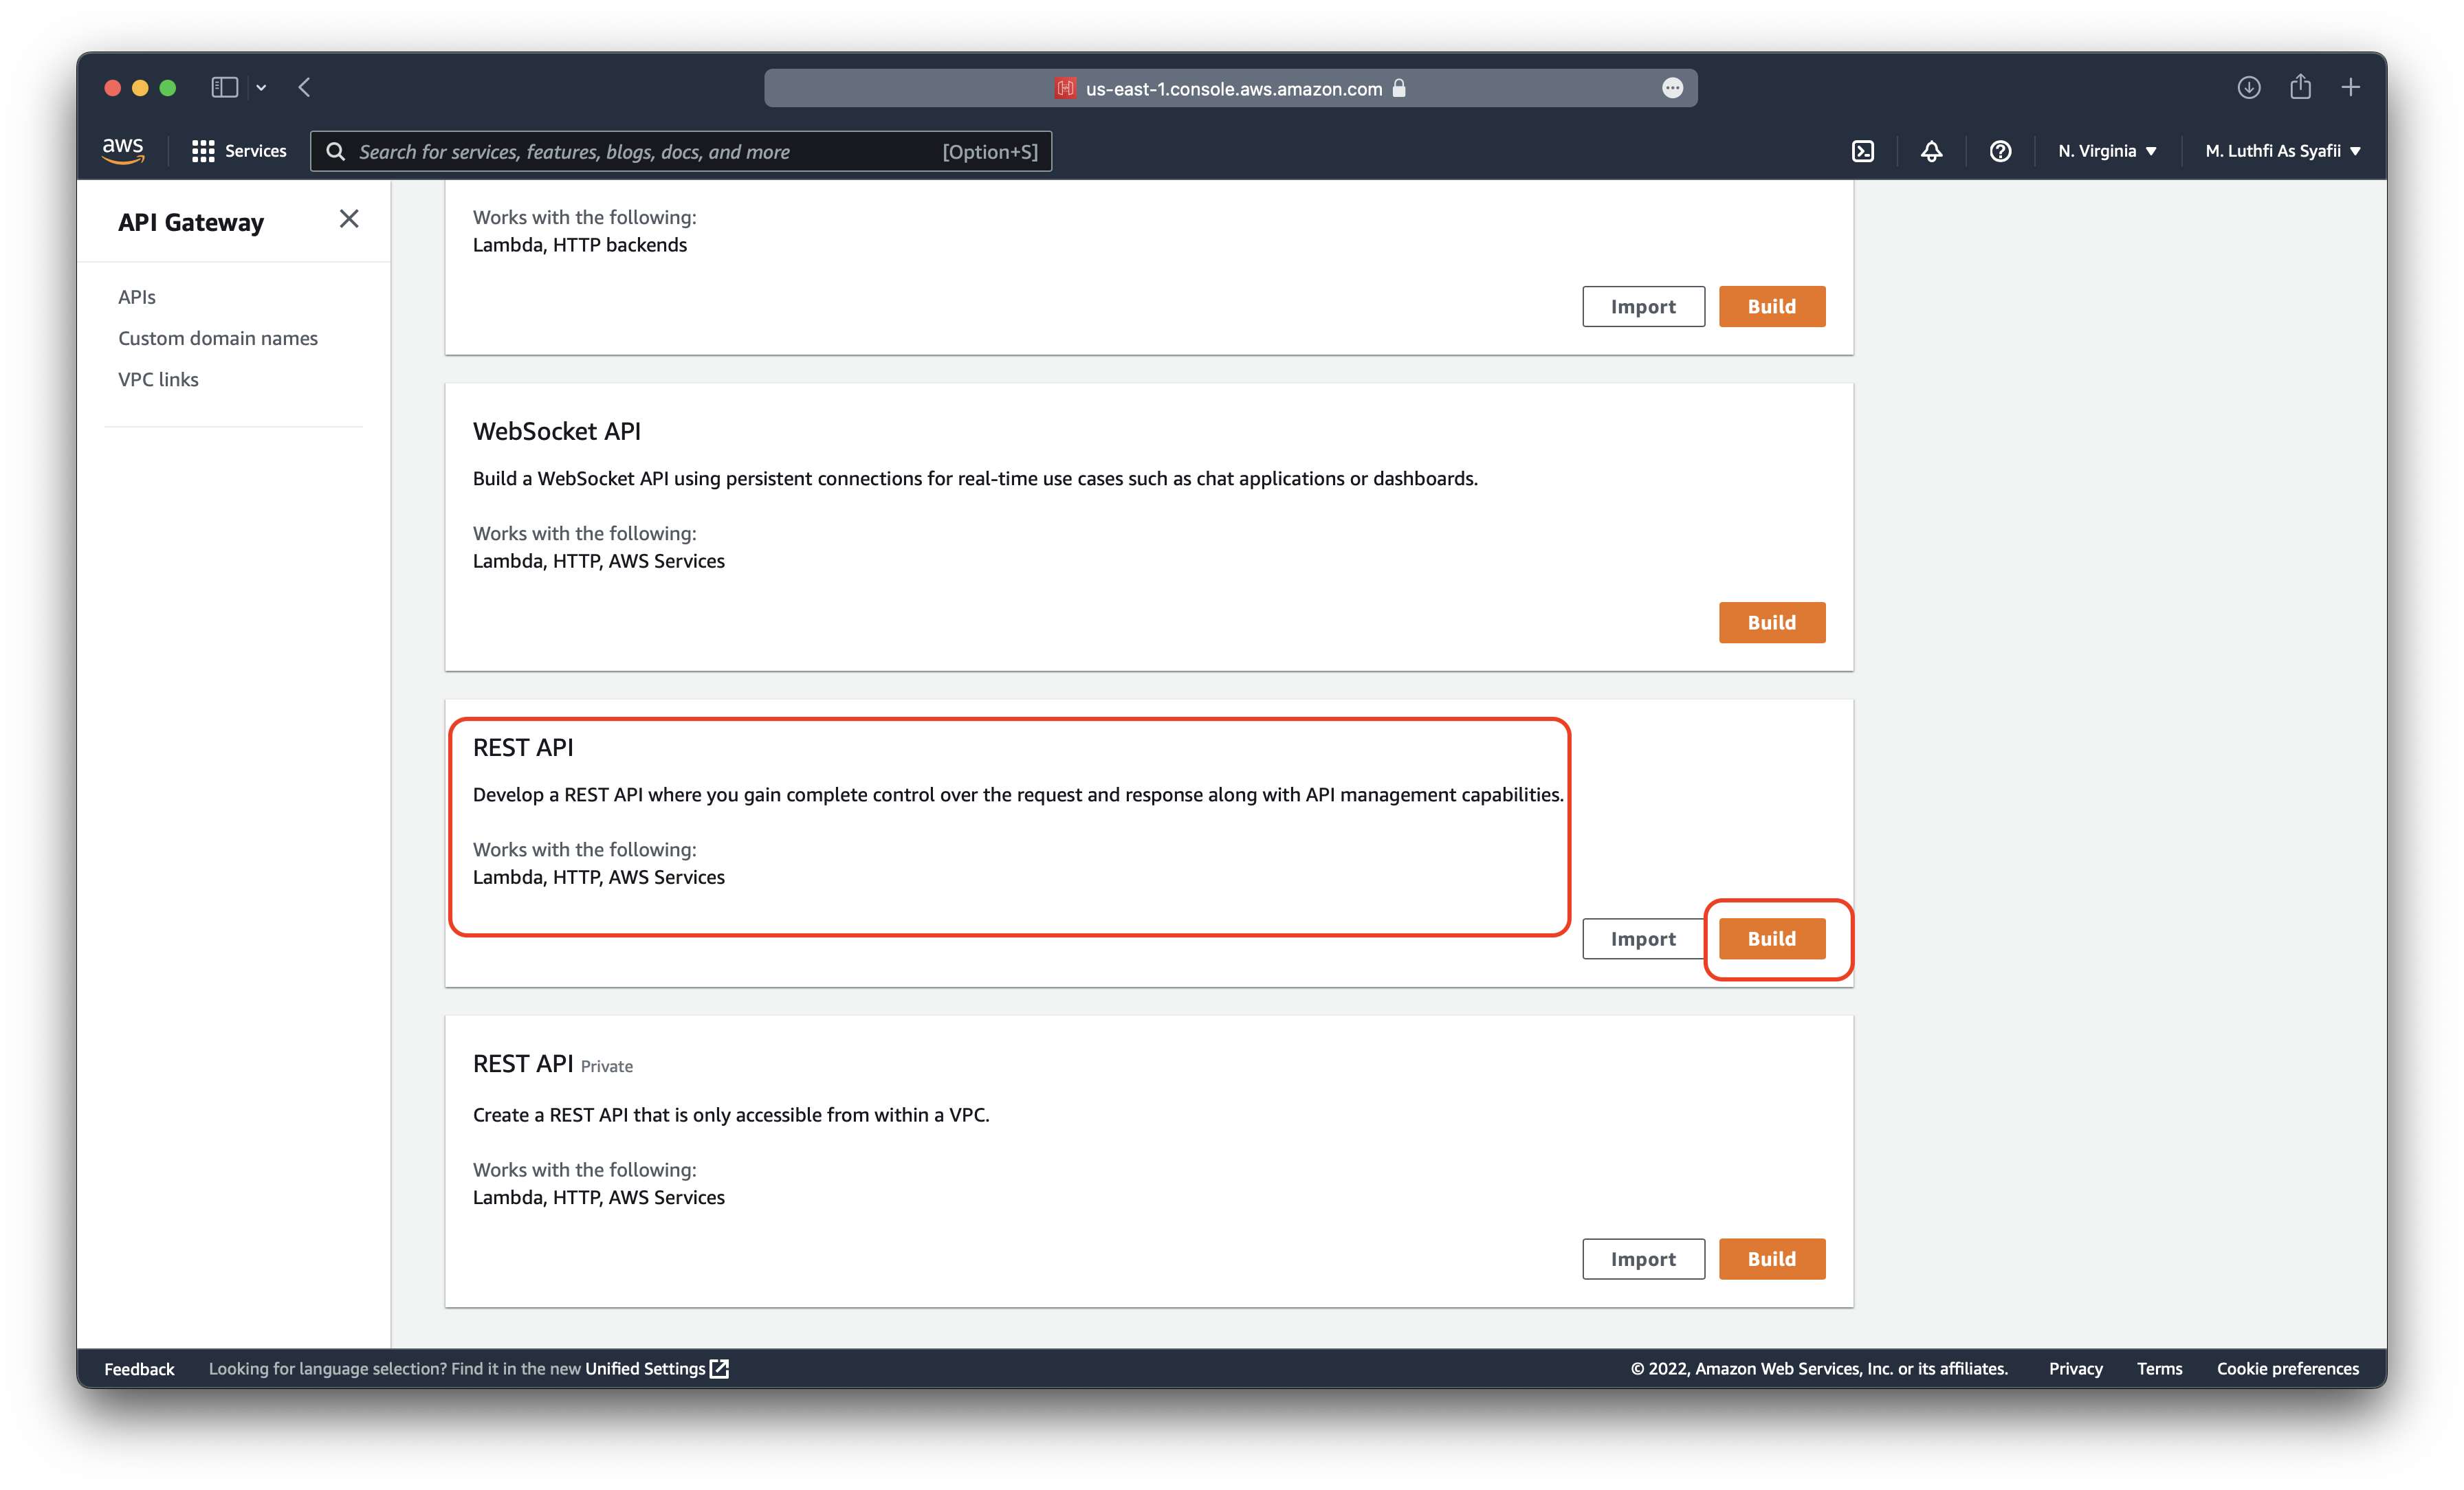 us-east-1.console.aws.amazon.com
aws
Services
Search for services, features, blogs, docs, and more
[Option+S]
N. Virginia
M. Luthfi As Syafii
API Gateway
APIs
Custom domain names
VPC links
Works with the following:
Lambda, HTTP backends
Import
Build
WebSocket API
Build a WebSocket API using persistent connections for real-time use cases such as chat applications or dashboards.
Works with the following:
Lambda, HTTP, AWS Services
Build
REST API
Develop a REST API where you gain complete control over the request and response along with API management capabilities.
Works with the following:
Lambda, HTTP, AWS Services
Import
Build
REST API Private
Create a REST API that is only accessible from within a VPC.
Works with the following:
Lambda, HTTP, AWS Services
Import
Build
Feedback
Looking for language selection? Find it in the new Unified Settings
© 2022, Amazon Web Services, Inc. or its affiliates.
Privacy
Terms
Cookie preferences